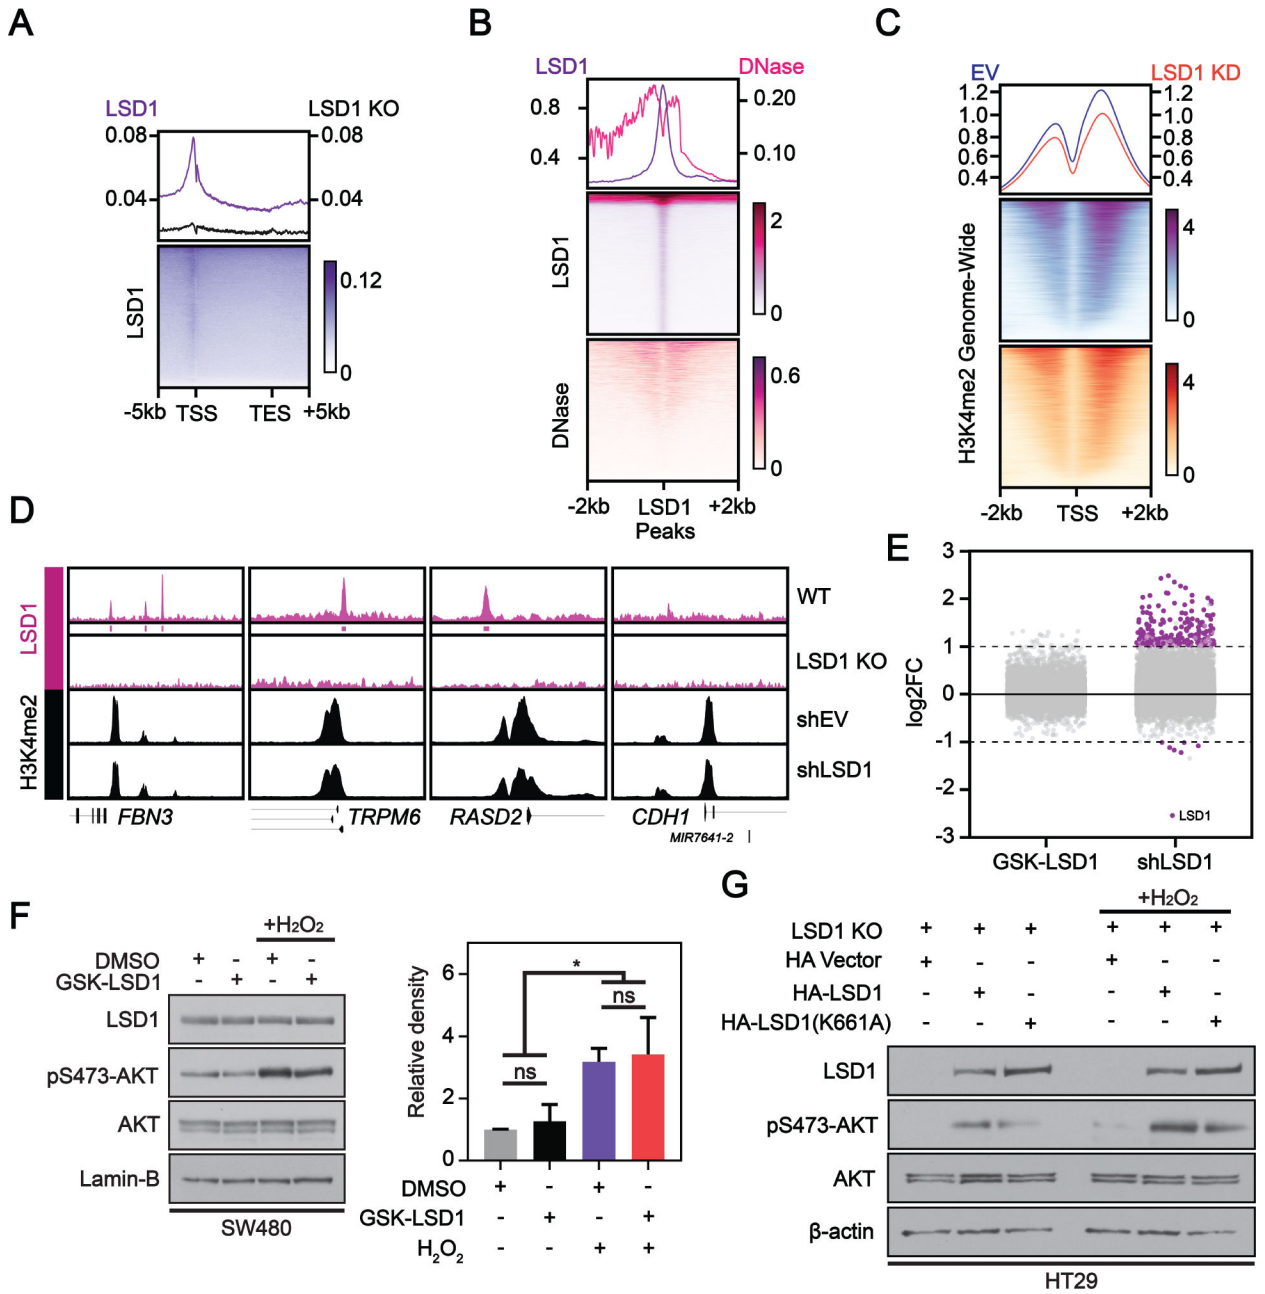 A
LSD1
LSD1 KO
0.08
0.08
0.04
0.04
LSD1
0.12
0
-5kb TSS TES +5kb
B
LSD1
DNase
0.8
0.4
0.20
0.10
LSD1
2
0
DNase
0.6
0
-2kb LSD1 +2kb
Peaks
C
EV
LSD1 KD
1.2
1.0
0.8
0.6
0.4
1.2
1.0
0.8
0.6
0.4
H3K4me2 Genome-Wide
4
0
4
0
-2kb TSS +2kb
D
LSD1
H3K4me2
WT
LSD1 KO
shEV
shLSD1
FBN3
TRPM6
RASD2
CDH1
MIR7641-2
E
log2FC
3
2
1
0
-1
-2
-3
LSD1
GSK-LSD1 shLSD1
F
+H2O2
DMSO + - + -
GSK-LSD1 - + - +
LSD1
pS473-AKT
AKT
Lamin-B
SW480
Relative density
6
4
2
0
*
ns
ns
DMSO + - + -
GSK-LSD1 - + - +
H2O2 - - + +
G
+H2O2
LSD1 KO + + + + + +
HA Vector + - - + - -
HA-LSD1 - + - - + -
HA-LSD1(K661A) - - + - - +
LSD1
pS473-AKT
AKT
β-actin
HT29